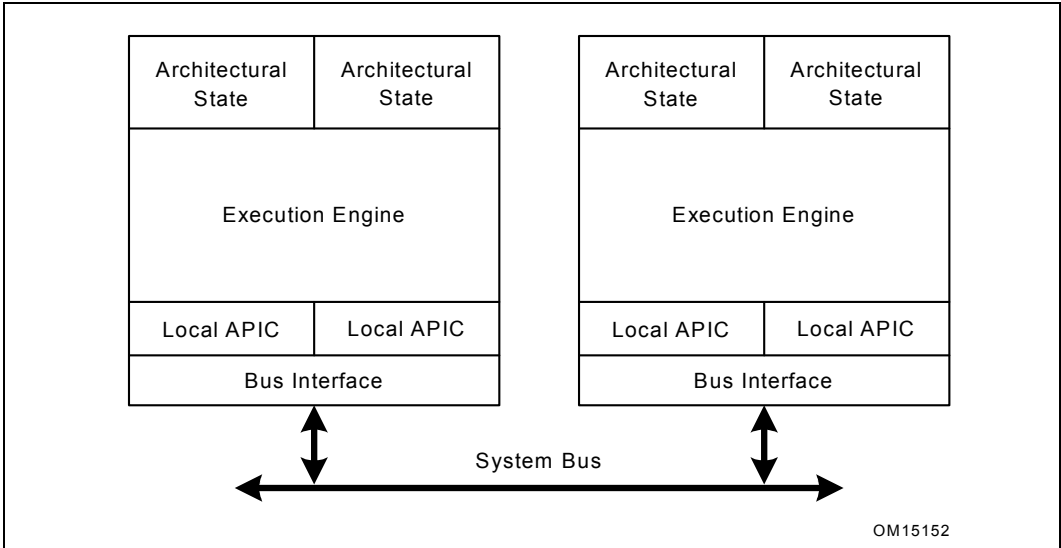 Architectural State
Architectural State
Architectural State
Architectural State
Execution Engine
Execution Engine
Local APIC
Local APIC
Local APIC
Local APIC
Bus Interface
Bus Interface
System Bus
OM15152